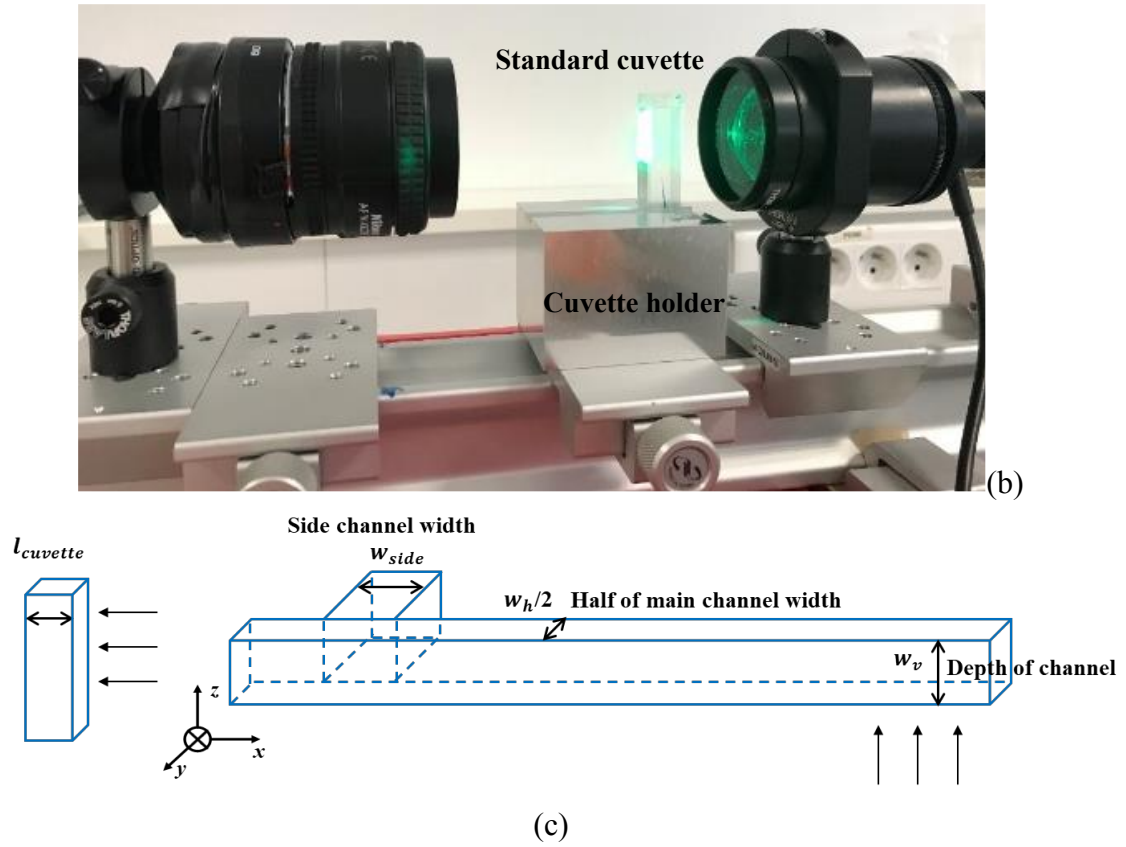 Standard cuvette
Cuvette holder
(b)
Side channel width
l_cuvette
w_side
w_h/2 Half of main channel width
w_v Depth of channel
z
x
y
(c)